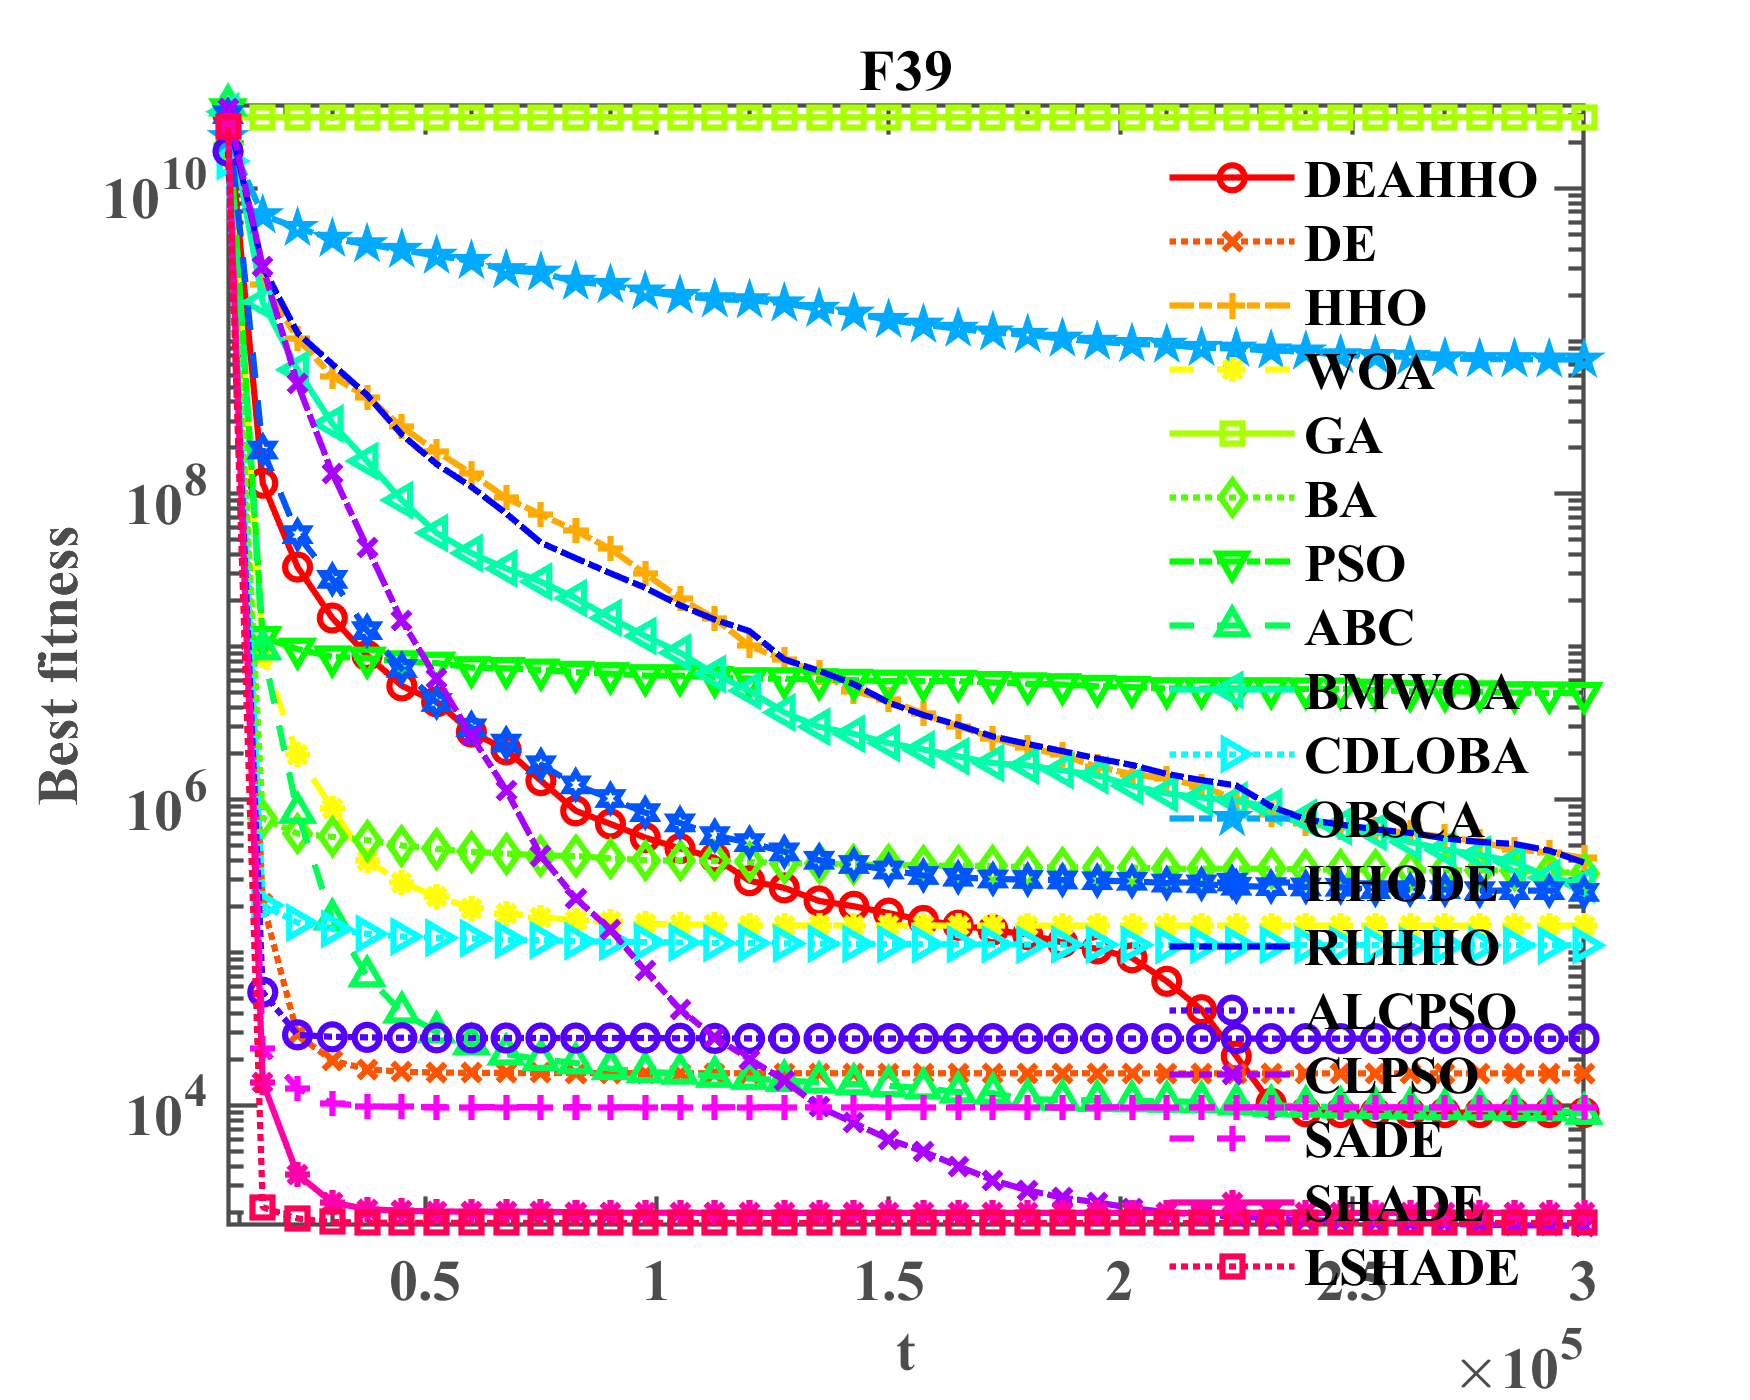 F39
Best fitness
10^10
10^8
10^6
10^4
DEAHHO
DE
HHO
WOA
GA
BA
PSO
ABC
BMWOA
CDLOBA
OBSCA
HHODE
RLHHO
ALCPSO
CLPSO
SADE
SHADE
LSHADE
0.5 1 1.5 2 2.5 3
t
×10^5